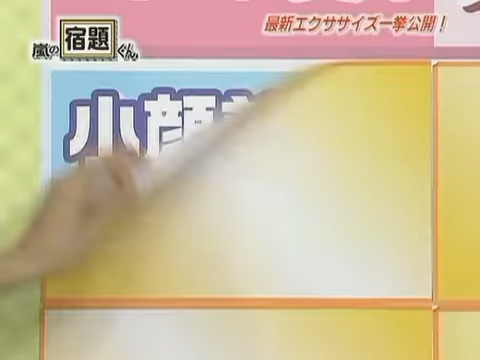 最新エクササイズ一挙公開！
嵐の宿題くん
小顔